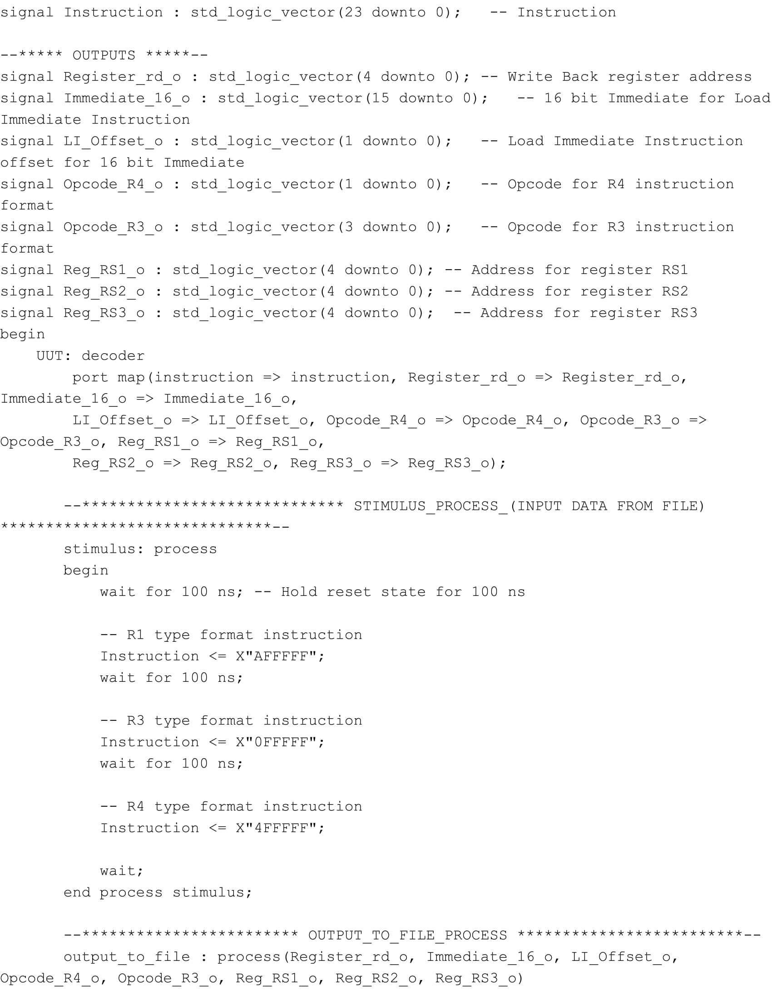 signal Instruction : std_logic_vector(23 downto 0);   -- Instruction
--***** OUTPUTS *****--
signal Register_rd_o : std_logic_vector(4 downto 0); -- Write Back register address
signal Immediate_16_o : std_logic_vector(15 downto 0);   -- 16 bit Immediate for Load
Immediate Instruction
signal LI_Offset_o : std_logic_vector(1 downto 0);   -- Load Immediate Instruction
offset for 16 bit Immediate
signal Opcode_R4_o : std_logic_vector(1 downto 0);   -- Opcode for R4 instruction
format
signal Opcode_R3_o : std_logic_vector(3 downto 0);   -- Opcode for R3 instruction
format
signal Reg_RS1_o : std_logic_vector(4 downto 0); -- Address for register RS1
signal Reg_RS2_o : std_logic_vector(4 downto 0); -- Address for register RS2
signal Reg_RS3_o : std_logic_vector(4 downto 0);  -- Address for register RS3
begin
    UUT: decoder
        port map(instruction => instruction, Register_rd_o => Register_rd_o,
Immediate_16_o => Immediate_16_o,
        LI_Offset_o => LI_Offset_o, Opcode_R4_o => Opcode_R4_o, Opcode_R3_o =>
Opcode_R3_o, Reg_RS1_o => Reg_RS1_o,
        Reg_RS2_o => Reg_RS2_o, Reg_RS3_o => Reg_RS3_o);
       --***************************** STIMULUS_PROCESS_(INPUT DATA FROM FILE)
******************************--
       stimulus: process
       begin
           wait for 100 ns; -- Hold reset state for 100 ns
           -- R1 type format instruction
           Instruction <= X"AFFFFF";
           wait for 100 ns;
           -- R3 type format instruction
           Instruction <= X"0FFFFF";
           wait for 100 ns;
           -- R4 type format instruction
           Instruction <= X"4FFFFF";
           wait;
       end process stimulus;
       --************************ OUTPUT_TO_FILE_PROCESS *************************--
       output_to_file : process(Register_rd_o, Immediate_16_o, LI_Offset_o,
Opcode_R4_o, Opcode_R3_o, Reg_RS1_o, Reg_RS2_o, Reg_RS3_o)